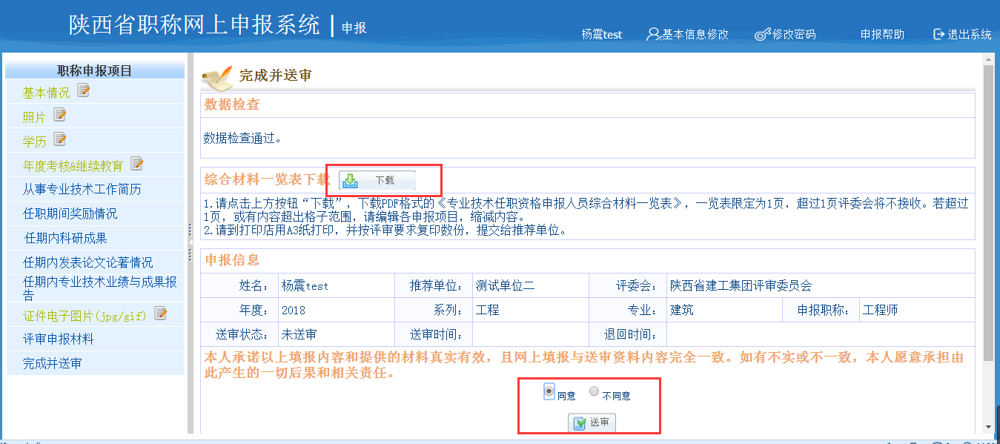 陕西省职称网上申报系统 | 申报
杨震test 基本信息修改 修改密码 申报帮助 退出系统
职称申报项目
基本情况
照片
学历
年度考核&继续教育
从事专业技术工作简历
任职期间奖励情况
任期内科研成果
任期内发表论文论著情况
任期内专业技术业绩与成果报
告
证件电子图片(jpg/gif)
评审申报材料
完成并送审
完成并送审
数据检查
数据检查通过。
综合材料一览表下载 下载
1.请点击上方按钮“下载”，下载PDF格式的《专业技术任职资格申报人员综合材料一览表》，一览表限定为1页，超过1页评委会将不接收。若超过
1页，或有内容超出格子范围，请编辑各申报项目，缩减内容。
2.请到打印店用A3纸打印，并按评审要求复印数份，提交给推荐单位。
申报信息
姓名： 杨震test 推荐单位： 测试单位二 评委会： 陕西省建工集团评审委员会
年度： 2018 系列： 工程 专业： 建筑 申报职称： 工程师
送审状态： 未送审 送审时间： 退回时间：
本人承诺以上填报内容和提供的材料真实有效，且网上填报与送审资料内容完全一致。如有不实或不一致，本人愿意承担由
此产生的一切后果和相关责任。
同意 不同意
送审